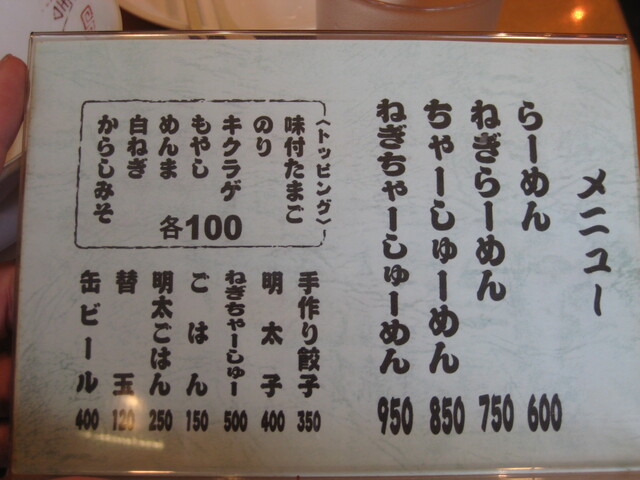 メニュー
らーめん 600
ねぎらーめん 750
ちゃーしゅーめん 850
ねぎちゃーしゅーめん 950
〈トッピング〉
味付たまご
のり
キクラゲ
もやし
めんま
白ねぎ
からしみそ
各100
手作り餃子 350
明太子 400
ねぎちゃーしゅー 500
ごはん 150
明太ごはん 250
替玉 120
缶ビール 400